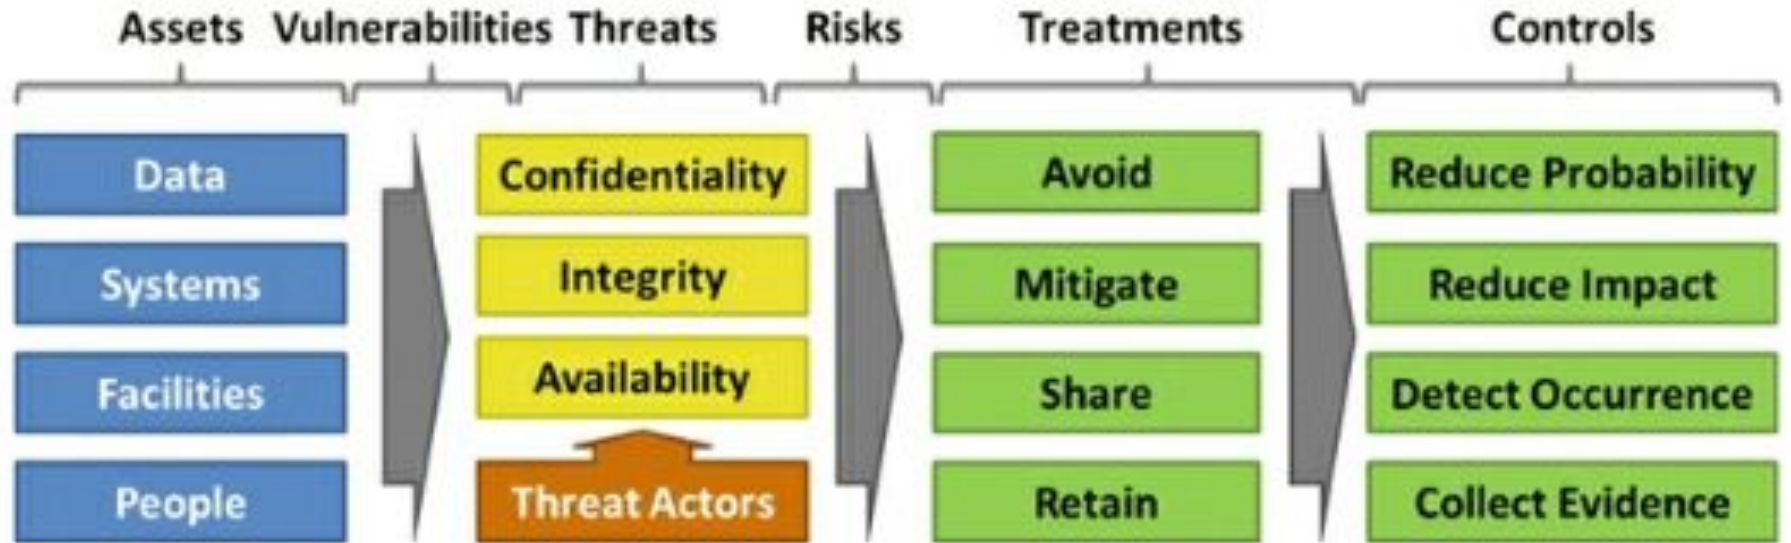 Assets Vulnerabilities Threats Risks Treatments Controls
Data Confidentiality Avoid Reduce Probability
Systems Integrity Mitigate Reduce Impact
Facilities Availability Share Detect Occurrence
People Threat Actors Retain Collect Evidence